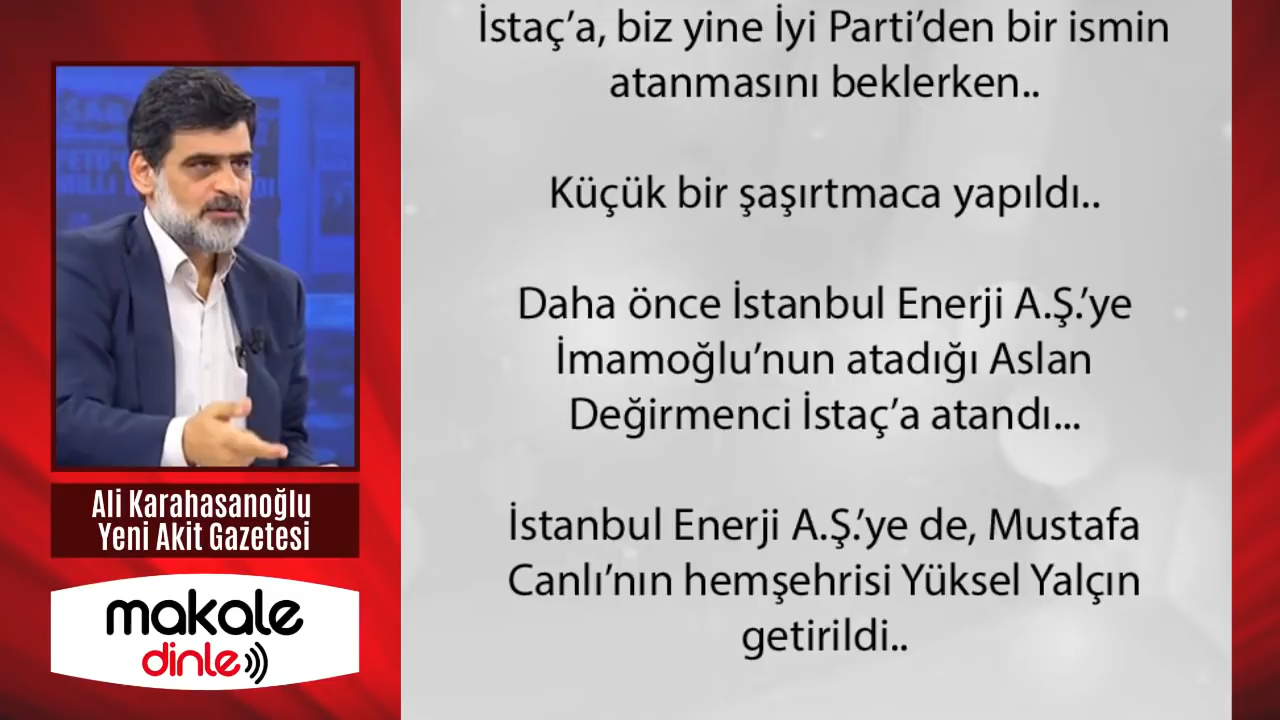 İstaç’a, biz yine İyi Parti’den bir ismin
atanmasını beklerken..
Küçük bir şaşırtmaca yapıldı..
Daha önce İstanbul Enerji A.Ş.’ye
İmamoğlu’nun atadığı Aslan
Değirmenci İstaç’a atandı...
İstanbul Enerji A.Ş.’ye de, Mustafa
Canlı’nın hemşehrisi Yüksel Yalçın
getirildi..
Ali Karahasanoğlu
Yeni Akit Gazetesi
makale
dinle